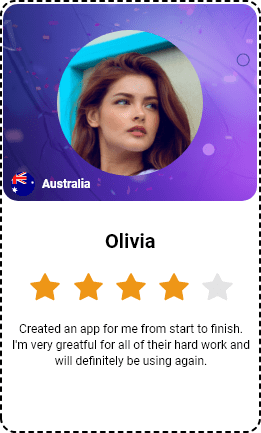 Australia
Olivia
Created an app for me from start to finish.
I'm very greatful for all of their hard work and
will definitely be using again.